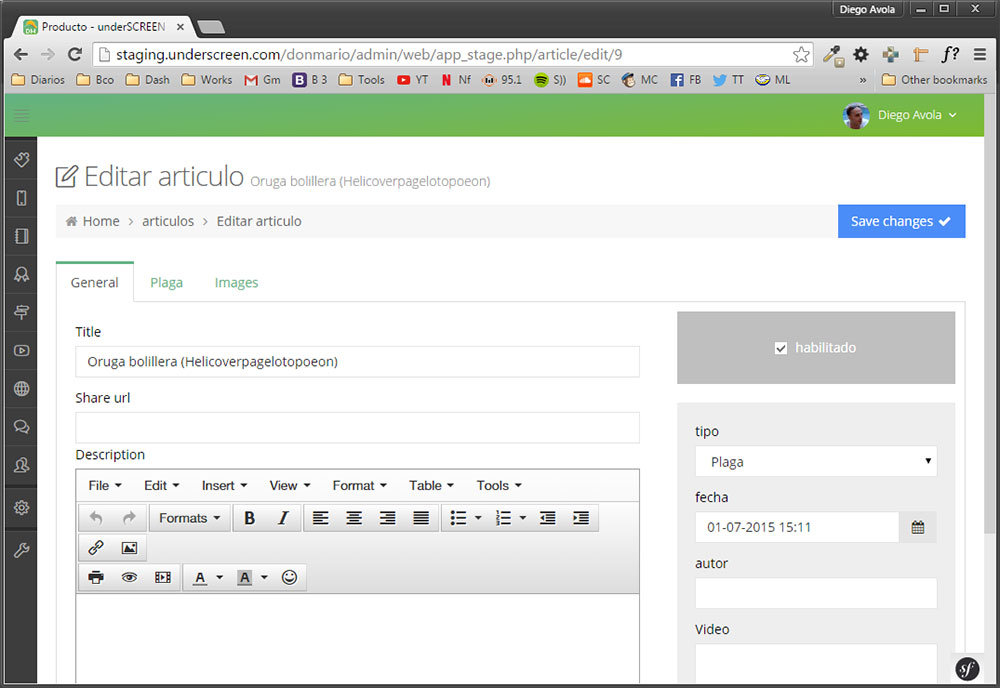 Diego Avola
Producto - underSCREEN
staging.underscreen.com/donmario/admin/web/app_stage.php/article/edit/9
f?
Diarios Bco Dash Works Gm B B 3 Tools YT N Nf 95.1 S)) SC MC FB TT ML » Other bookmarks
Diego Avola
Editar articulo Oruga bolillera (Helicoverpagelotopoeon)
Home > articulos > Editar articulo
Save changes
General Plaga Images
Title
Oruga bolillera (Helicoverpagelotopoeon)
habilitado
Share url
Description
File Edit Insert View Format Table Tools
Formats B I
A A
tipo
Plaga
fecha
01-07-2015 15:11
autor
Video
sf